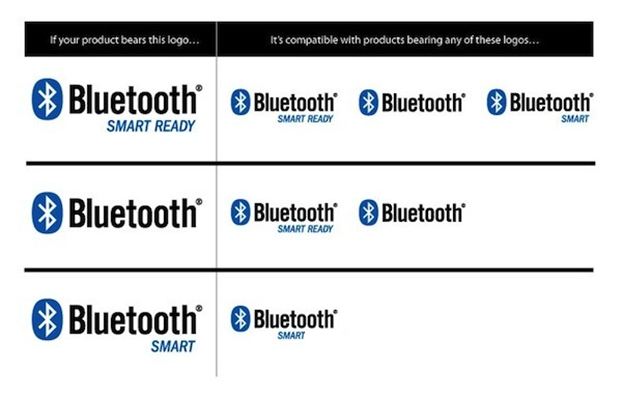 If your product bears this logo... It's compatible with products bearing any of these logos...
Bluetooth® Bluetooth® Bluetooth® Bluetooth®
SMART READY SMART READY SMART
Bluetooth® Bluetooth® Bluetooth®
SMART READY
Bluetooth® Bluetooth®
SMART SMART